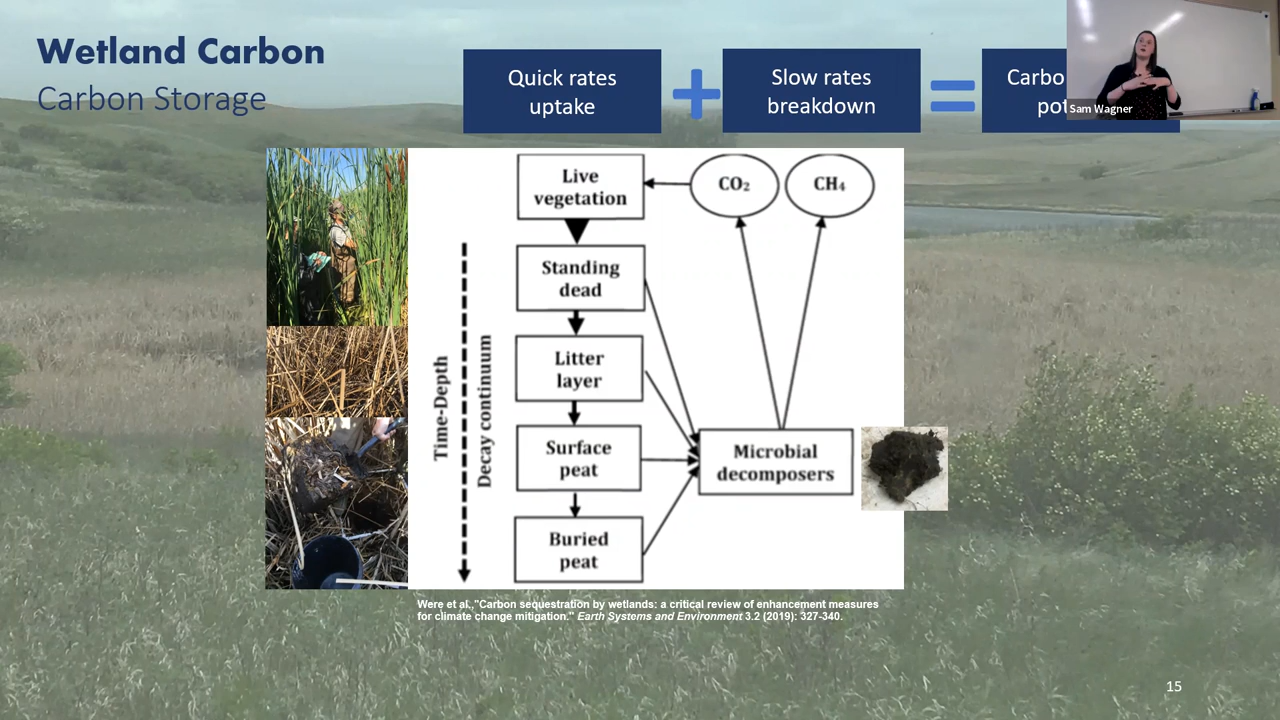 Wetland Carbon
Carbon Storage
Quick rates
uptake
+
Slow rates
breakdown
=
Sam Wagner
Live
vegetation
CO₂
CH₄
Standing
dead
Litter
layer
Surface
peat
Buried
peat
Microbial
decomposers
Time-Depth
Decay continuum
Were et al.,"Carbon sequestration by wetlands: a critical review of enhancement measures
for climate change mitigation." Earth Systems and Environment 3.2 (2019): 327-340.
15